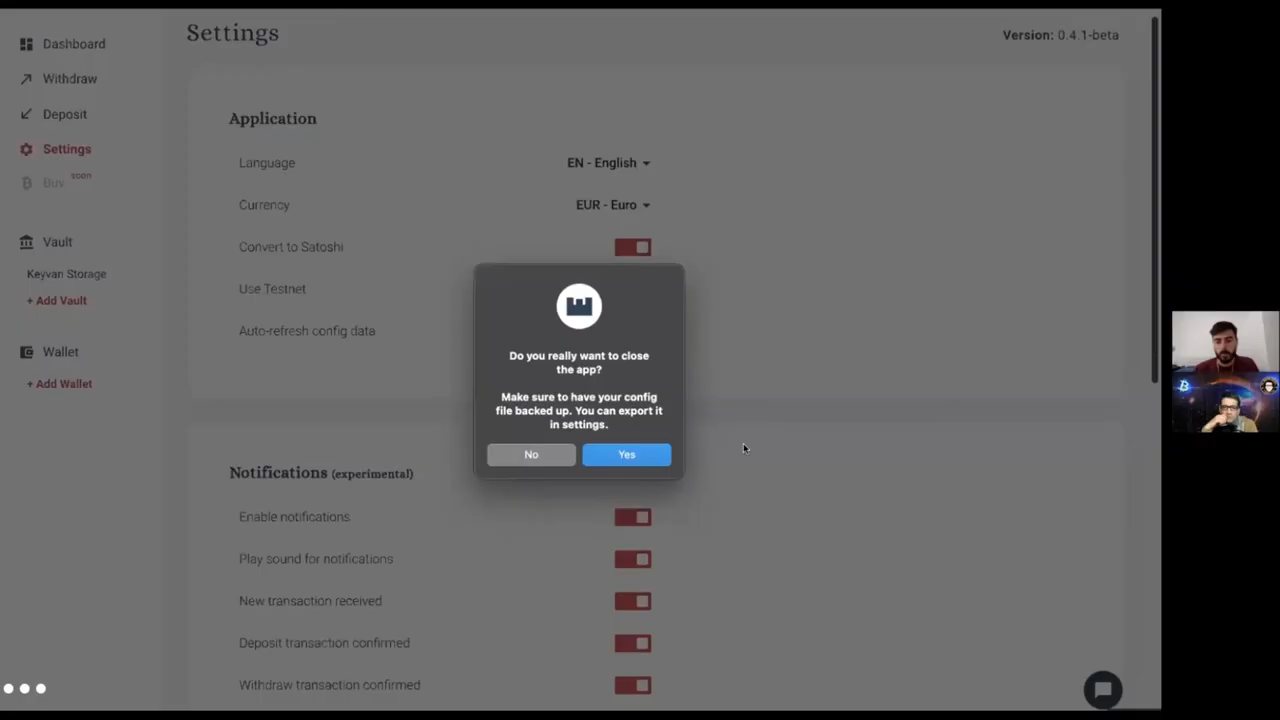 Settings
Version: 0.4.1-beta
Dashboard
Withdraw
Deposit
Settings
Buy soon
Vault
Keyvan Storage
+ Add Vault
Wallet
+ Add Wallet
Application
Language
EN - English
Currency
EUR - Euro
Convert to Satoshi
Use Testnet
Auto-refresh config data
Do you really want to close
the app?
Make sure to have your config
file backed up. You can export it
in settings.
No
Yes
Notifications (experimental)
Enable notifications
Play sound for notifications
New transaction received
Deposit transaction confirmed
Withdraw transaction confirmed